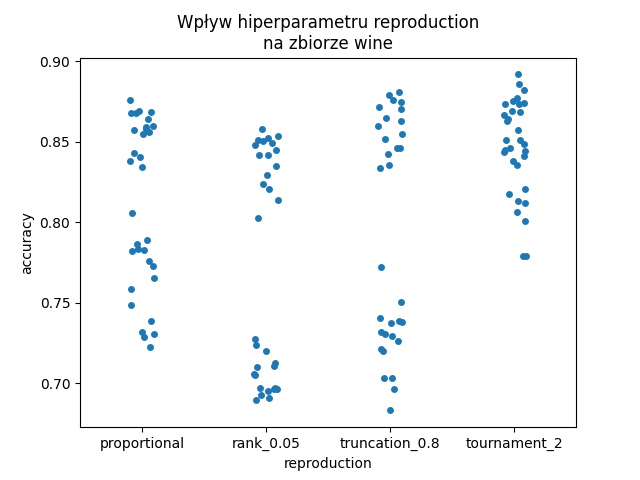 Wpływ hiperparametru reproduction
na zbiorze wine
accuracy
0.90
0.85
0.80
0.75
0.70
proportional
rank_0.05
truncation_0.8
tournament_2
reproduction